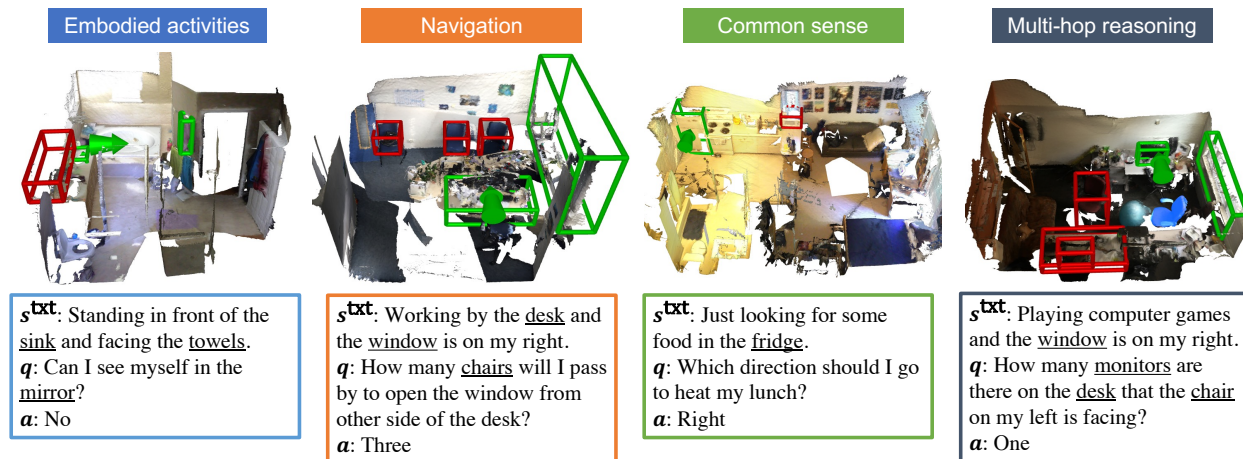 Embodied activities
Navigation
Common sense
Multi-hop reasoning
s^txt: Standing in front of the
sink and facing the towels.
q: Can I see myself in the
mirror?
a: No
s^txt: Working by the desk and
the window is on my right.
q: How many chairs will I pass
by to open the window from
other side of the desk?
a: Three
s^txt: Just looking for some
food in the fridge.
q: Which direction should I go
to heat my lunch?
a: Right
s^txt: Playing computer games
and the window is on my right.
q: How many monitors are
there on the desk that the chair
on my left is facing?
a: One